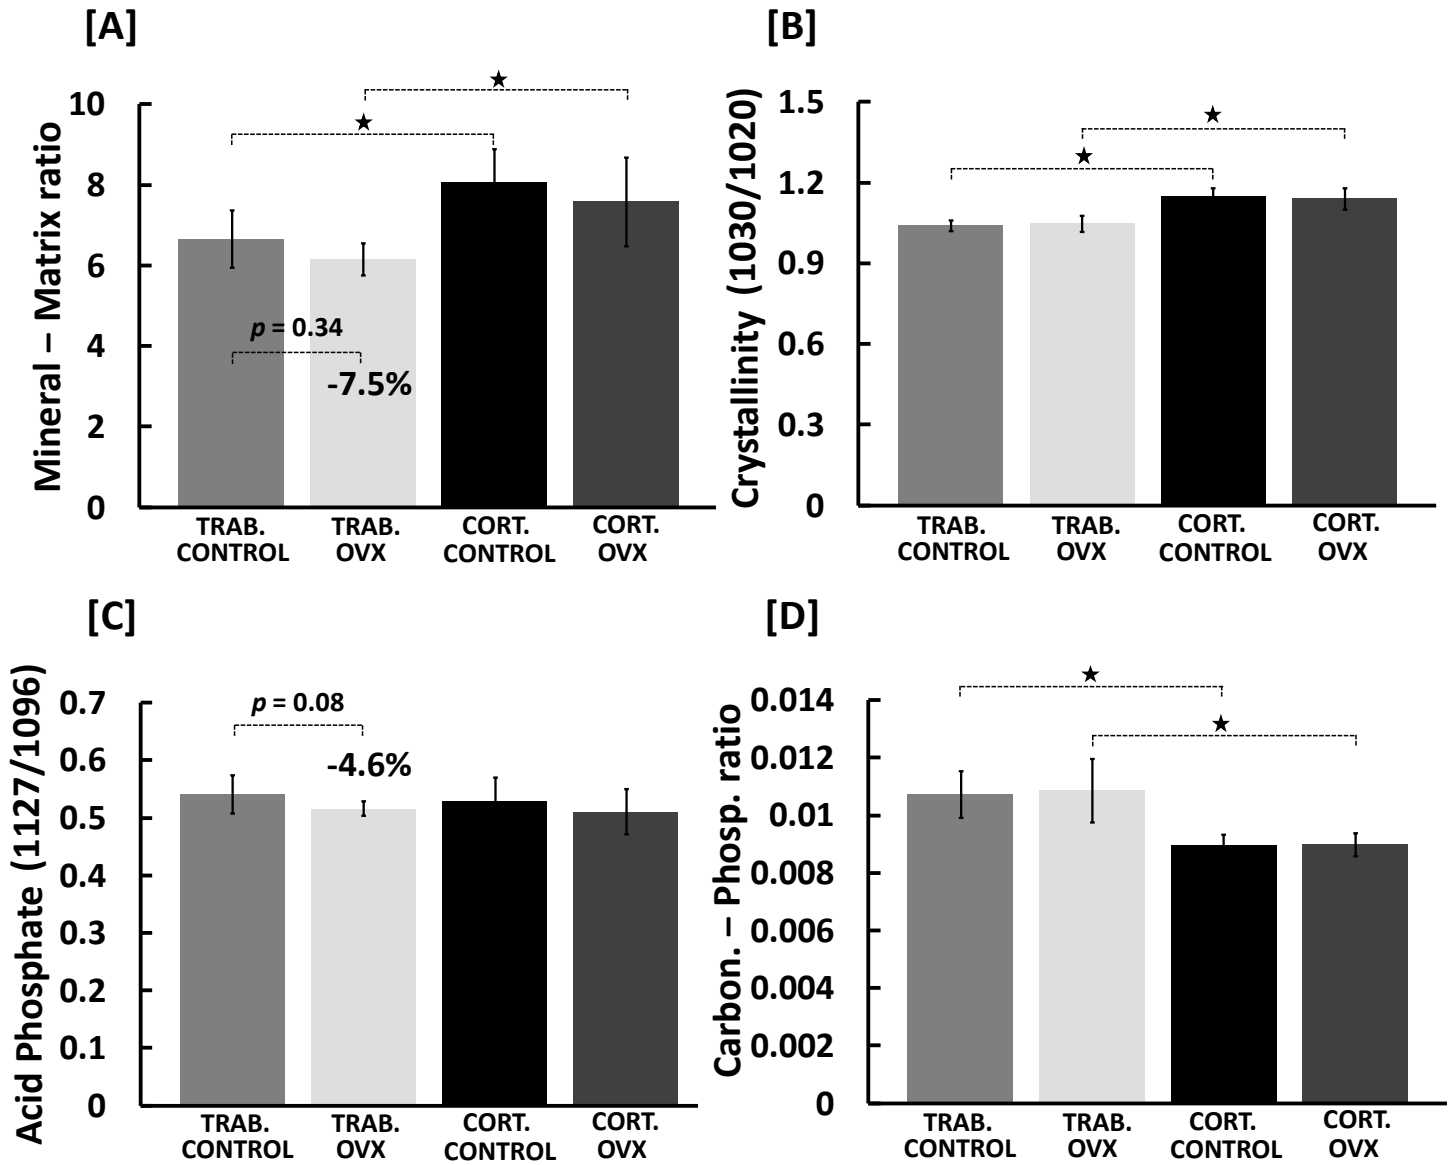 [A]
Mineral – Matrix ratio
10
8
6
4
2
0
p = 0.34
-7.5%
TRAB.
CONTROL
TRAB.
OVX
CORT.
CONTROL
CORT.
OVX
[B]
Crystallinity (1030/1020)
1.5
1.2
0.9
0.6
0.3
0
TRAB.
CONTROL
TRAB.
OVX
CORT.
CONTROL
CORT.
OVX
[C]
Acid Phosphate (1127/1096)
0.7
0.6
0.5
0.4
0.3
0.2
0.1
0
p = 0.08
-4.6%
TRAB.
CONTROL
TRAB.
OVX
CORT.
CONTROL
CORT.
OVX
[D]
Carbon. – Phosp. ratio
0.014
0.012
0.01
0.008
0.006
0.004
0.002
0
TRAB.
CONTROL
TRAB.
OVX
CORT.
CONTROL
CORT.
OVX